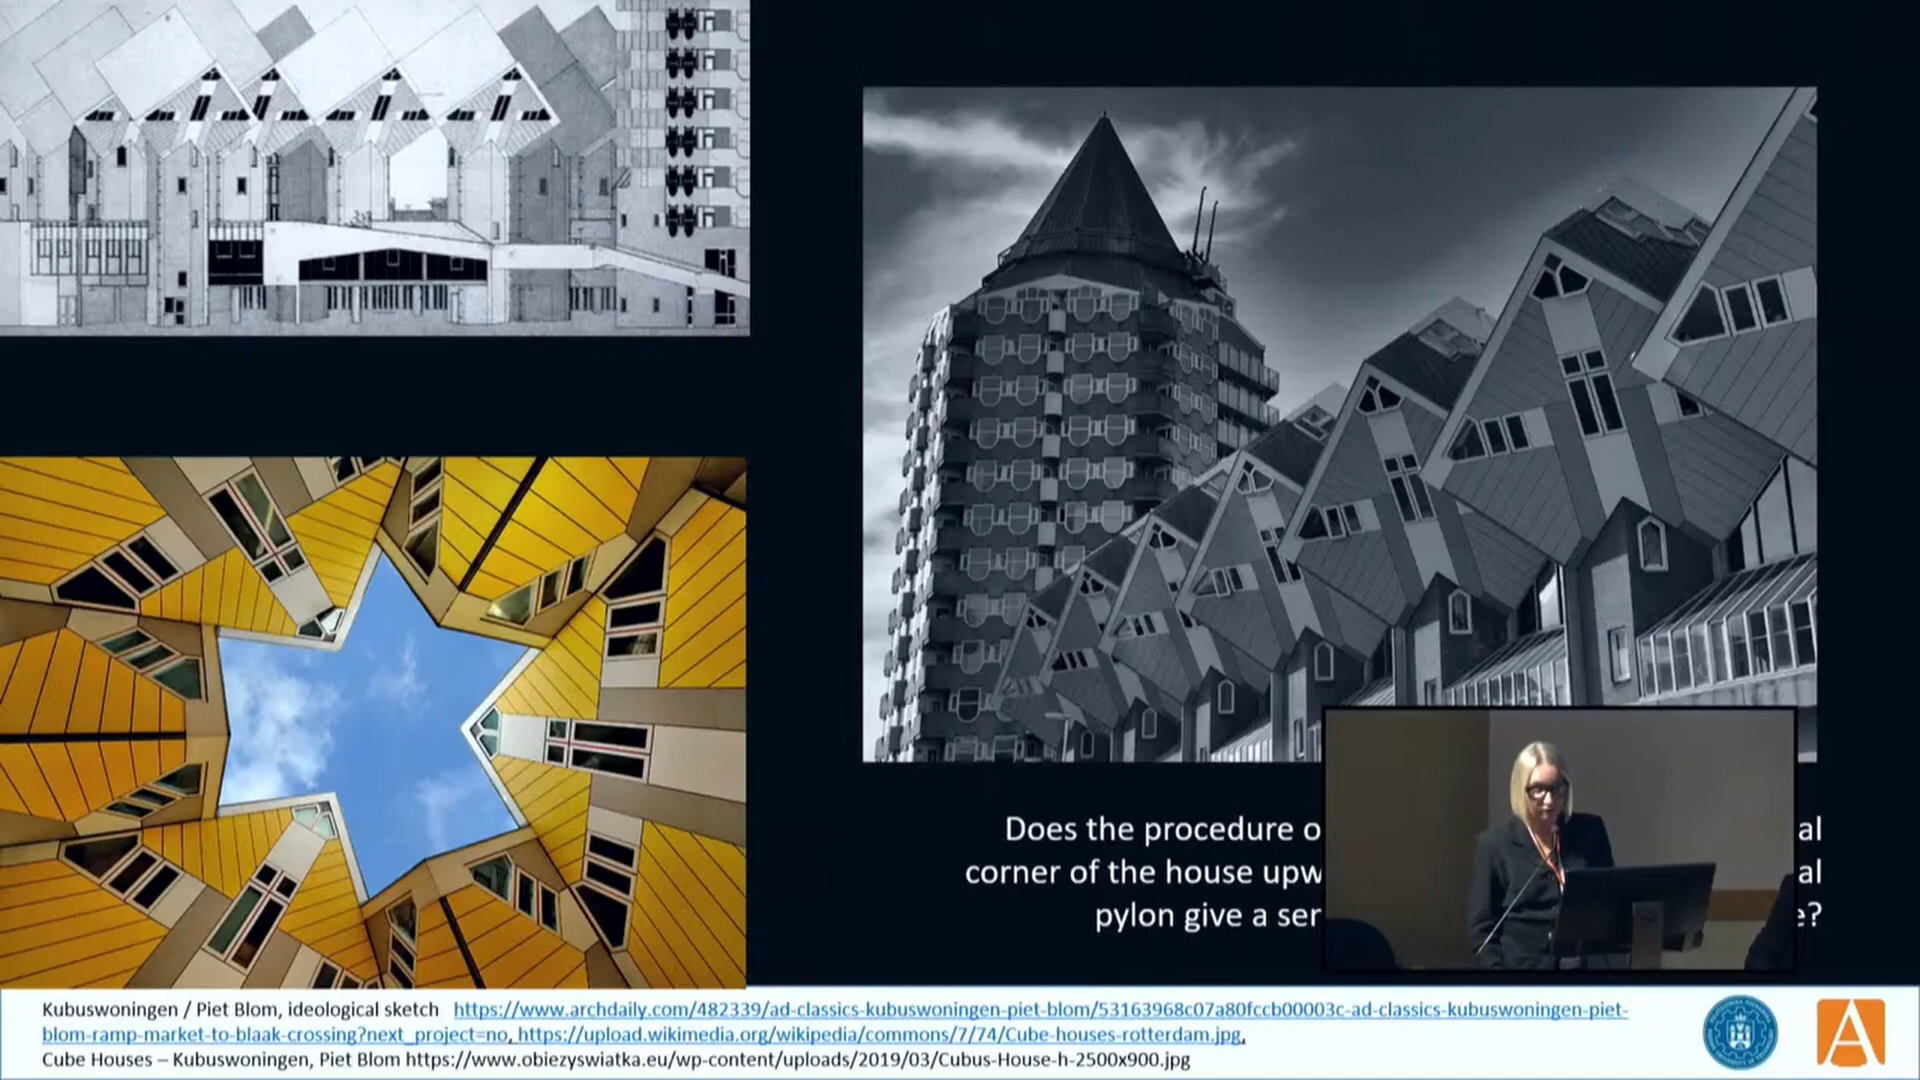 Does the procedure o
al
corner of the house upw
al
pylon give a ser
e?
Kubuswoningen / Piet Blom, ideological sketch https://www.archdaily.com/482339/ad-classics-kubuswoningen-piet-blom/53163968c07a80fccb00003c-ad-classics-kubuswoningen-piet-
blom-ramp-market-to-blaak-crossing?next_project=no, https://upload.wikimedia.org/wikipedia/commons/7/74/Cube-houses-rotterdam.jpg,
Cube Houses – Kubuswoningen, Piet Blom https://www.obiezyswiatka.eu/wp-content/uploads/2019/03/Cubus-House-h-2500x900.jpg
A